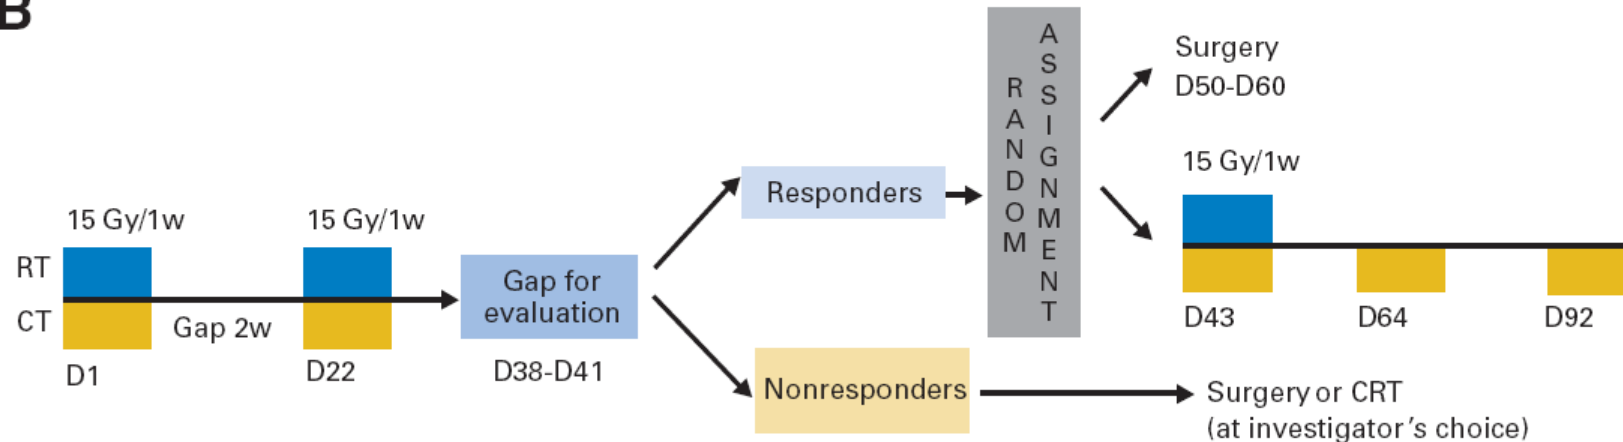 B
15 Gy/1w
15 Gy/1w
RT
CT
Gap 2w
D1
D22
Gap for
evaluation
D38-D41
Responders
Nonresponders
RANDOM
ASSIGNMENT
Surgery
D50-D60
15 Gy/1w
D43
D64
D92
Surgery or CRT
(at investigator's choice)